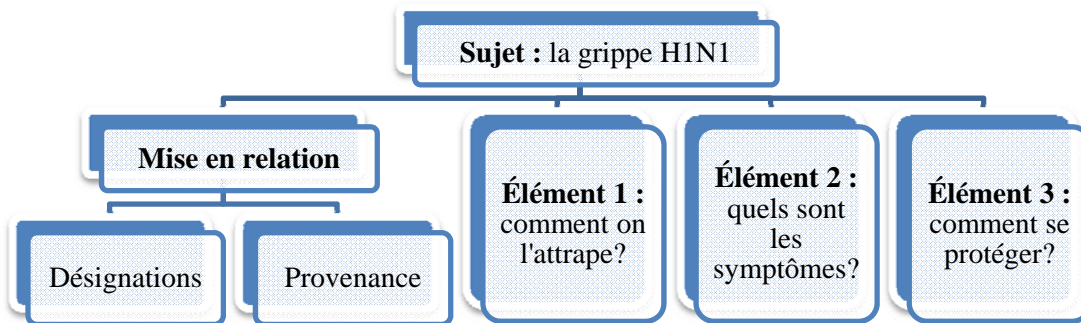 Sujet : la grippe H1N1
Mise en relation
Désignations
Provenance
Élément 1 :
comment on
l'attrape?
Élément 2 :
quels sont
les
symptômes?
Élément 3 :
comment se
protéger?